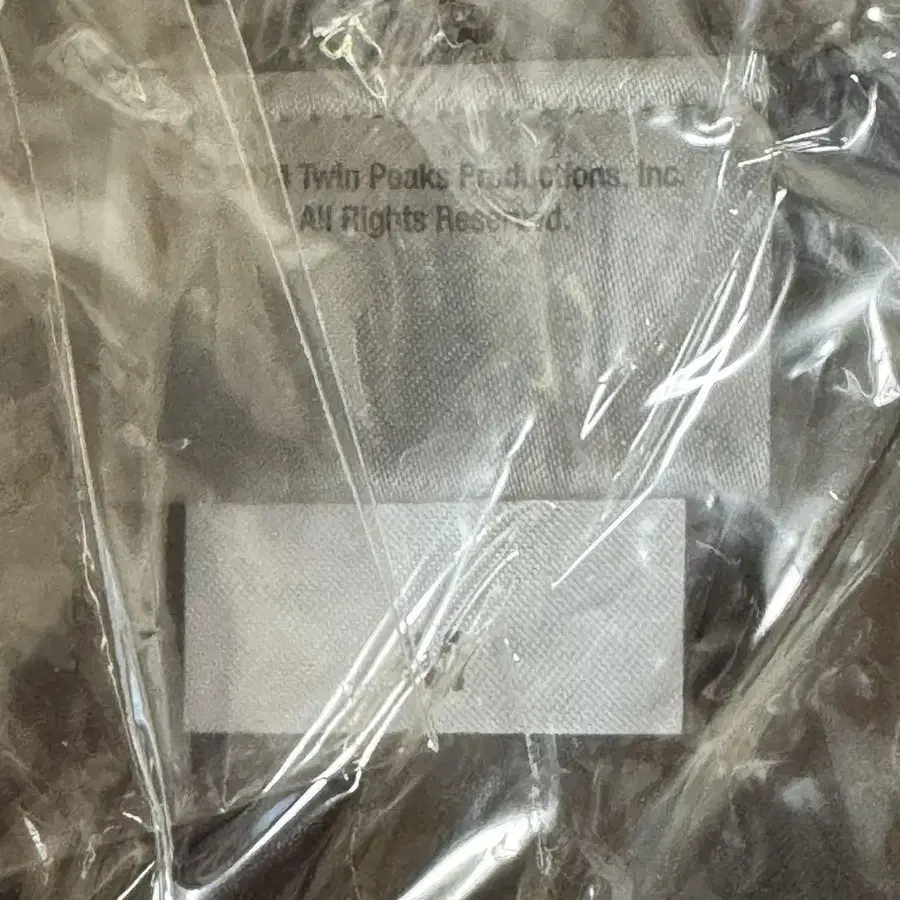 Twin Peaks Productions, Inc.
All Rights Reserved.